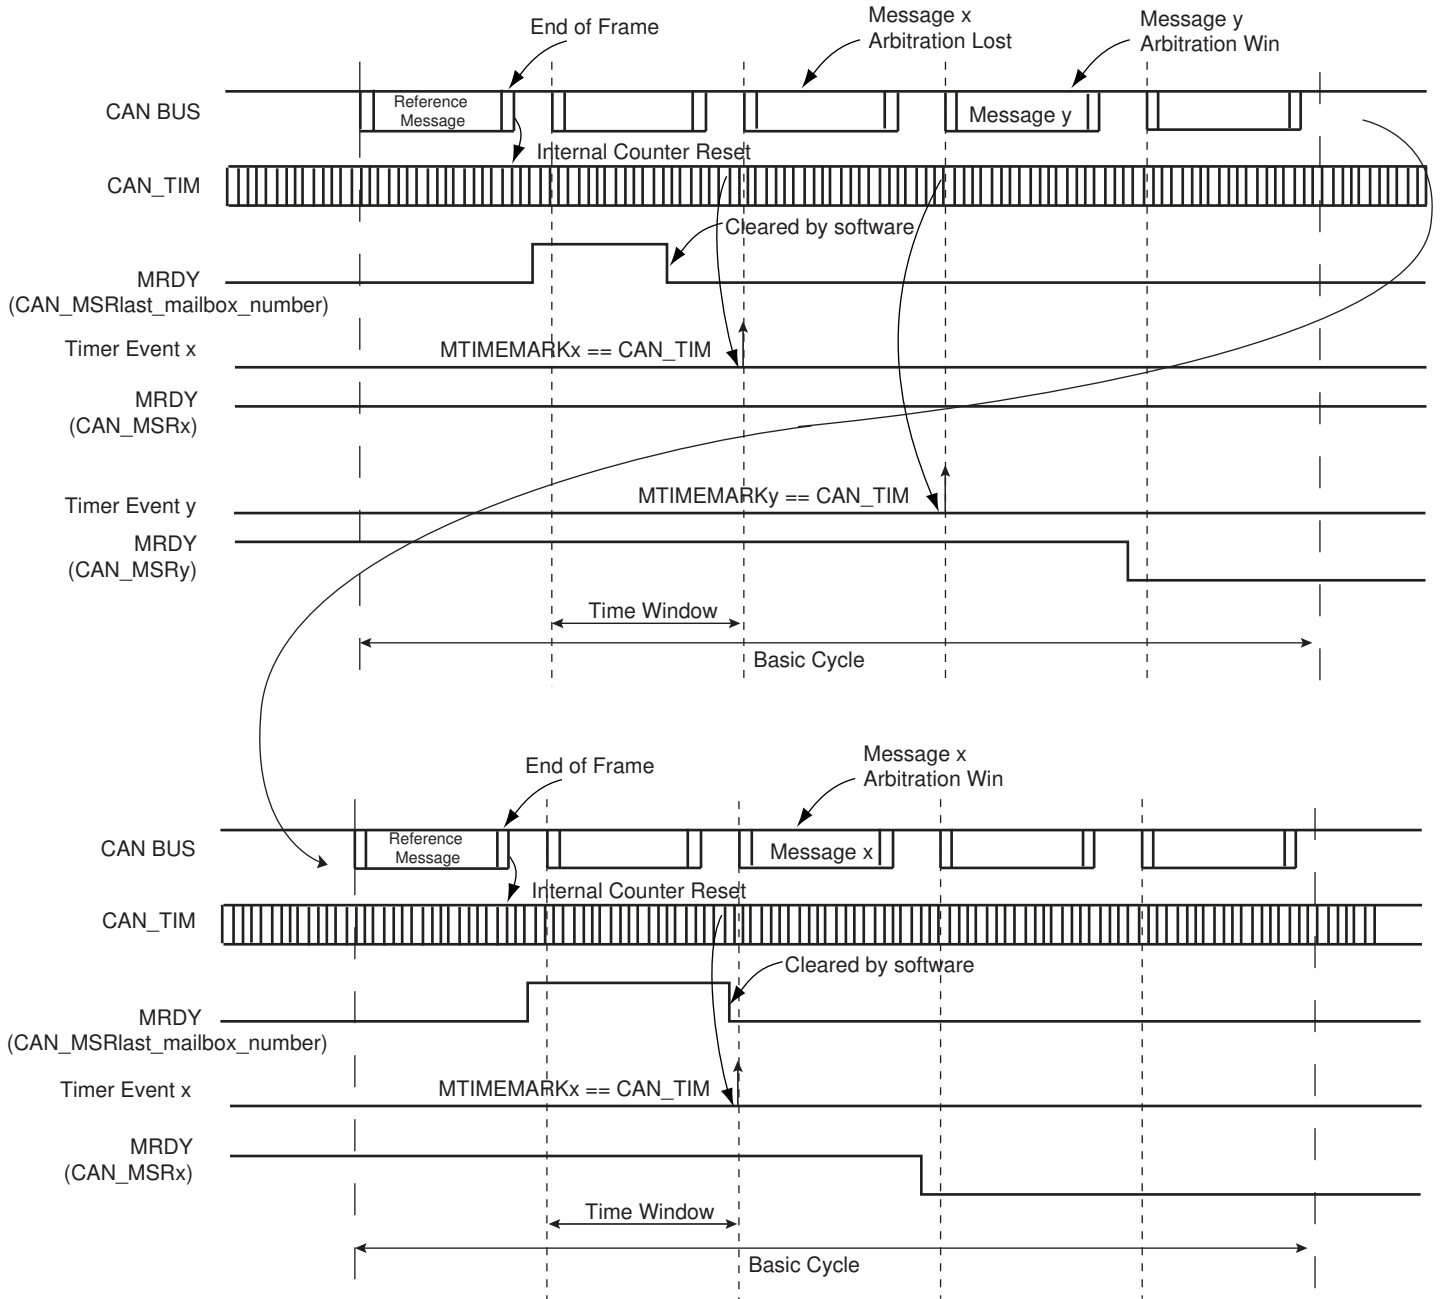 End of Frame
Message x
Arbitration Lost
Message y
Arbitration Win
CAN BUS
Reference
Message
Message y
Internal Counter Reset
CAN_TIM
Cleared by software
MRDY
(CAN_MSRlast_mailbox_number)
Timer Event x
MTIMEMARKx == CAN_TIM
MRDY
(CAN_MSRx)
Timer Event y
MTIMEMARKy == CAN_TIM
MRDY
(CAN_MSRy)
Time Window
Basic Cycle
End of Frame
Message x
Arbitration Win
CAN BUS
Reference
Message
Message x
Internal Counter Reset
CAN_TIM
Cleared by software
MRDY
(CAN_MSRlast_mailbox_number)
Timer Event x
MTIMEMARKx == CAN_TIM
MRDY
(CAN_MSRx)
Time Window
Basic Cycle